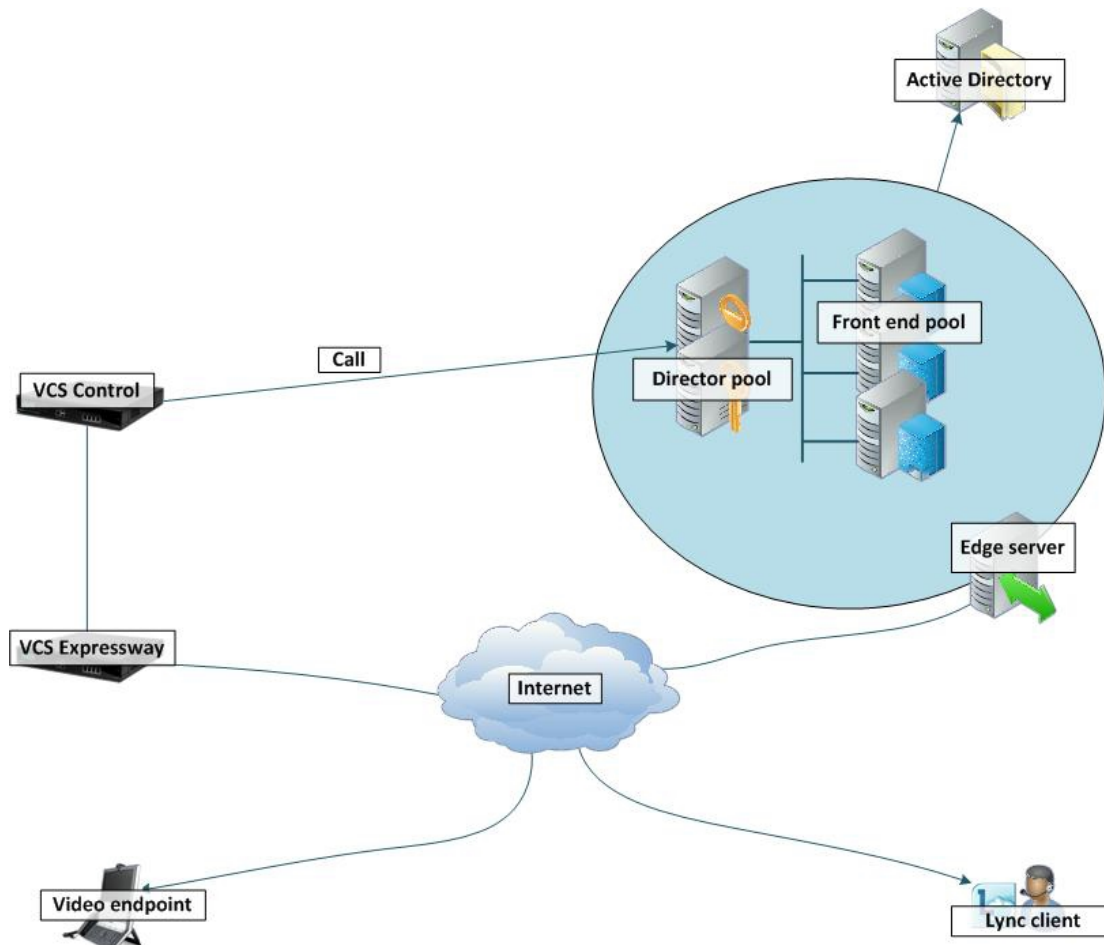 Active Directory
Front end pool
Call
Director pool
VCS Control
Edge server
VCS Expressway
Internet
Video endpoint
Lync client